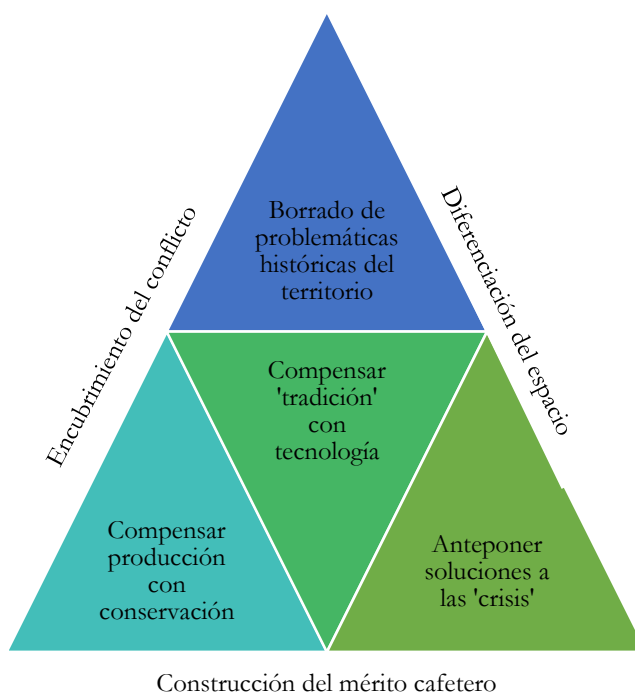 Borrado de
problemáticas
históricas del
territorio
Encubrimiento del conflicto
Diferenciación del espacio
Compensar
'tradición'
con
tecnología
Compensar
producción
con
conservación
Anteponer
soluciones a
las 'crisis'
Construcción del mérito cafetero